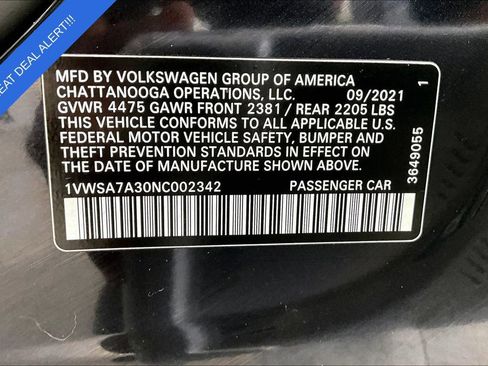 EAT DEAL ALERT!!!
MFD BY VOLKSWAGEN GROUP OF AMERICA
CHATTANOOGA OPERATIONS, LLC. 09/2021 1
GVWR 4475 GAWR FRONT 2381 / REAR 2205 LBS
THIS VEHICLE CONFORMS TO ALL APPLICABLE
FEDERAL MOTOR VEHICLE SAFETY, BUMPER AND
THEFT PREVENTION STANDARDS IN EFFECT ON
THE DATE OF MANUFACTURE SHOWN ABOVE.
1VWSA7A30NC002342 PASSENGER CAR
3649055